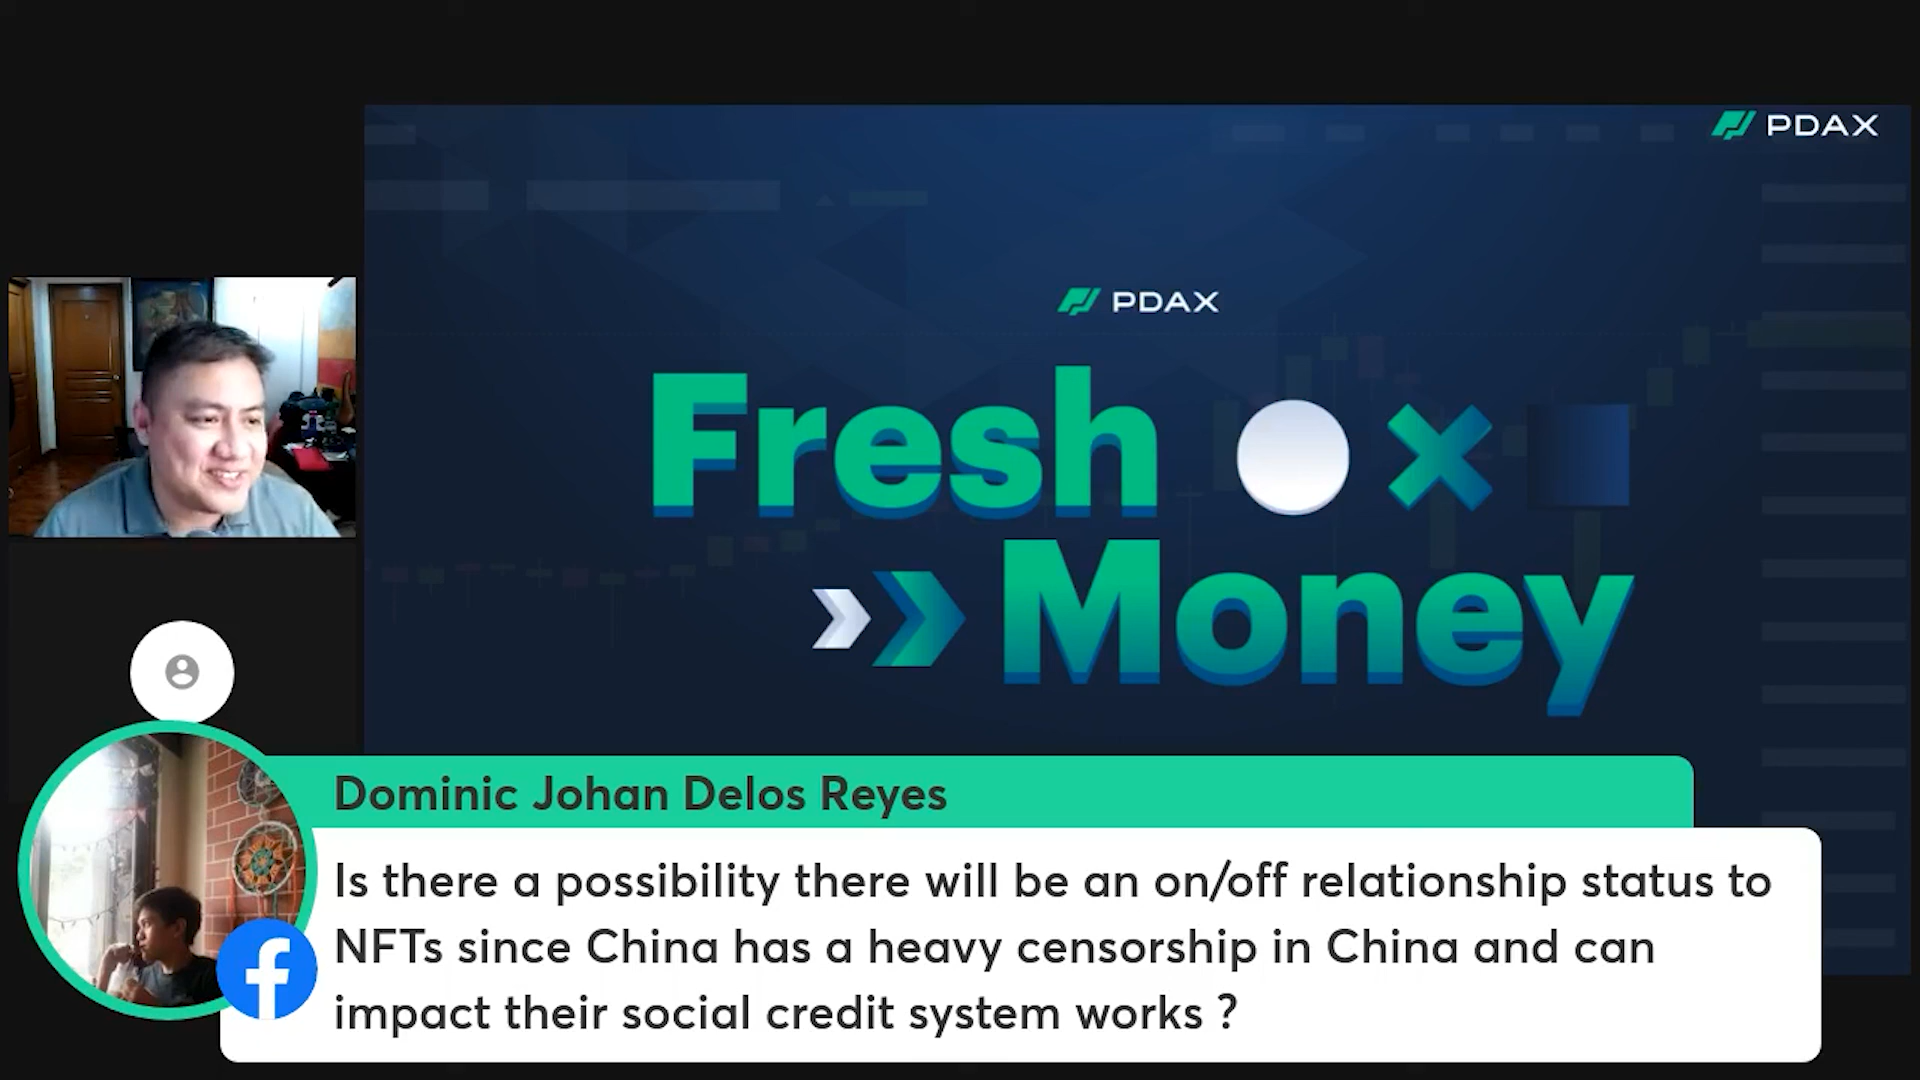 PDAX
PDAX
Fresh
Money
Dominic Johan Delos Reyes
Is there a possibility there will be an on/off relationship status to
NFTs since China has a heavy censorship in China and can
impact their social credit system works ?